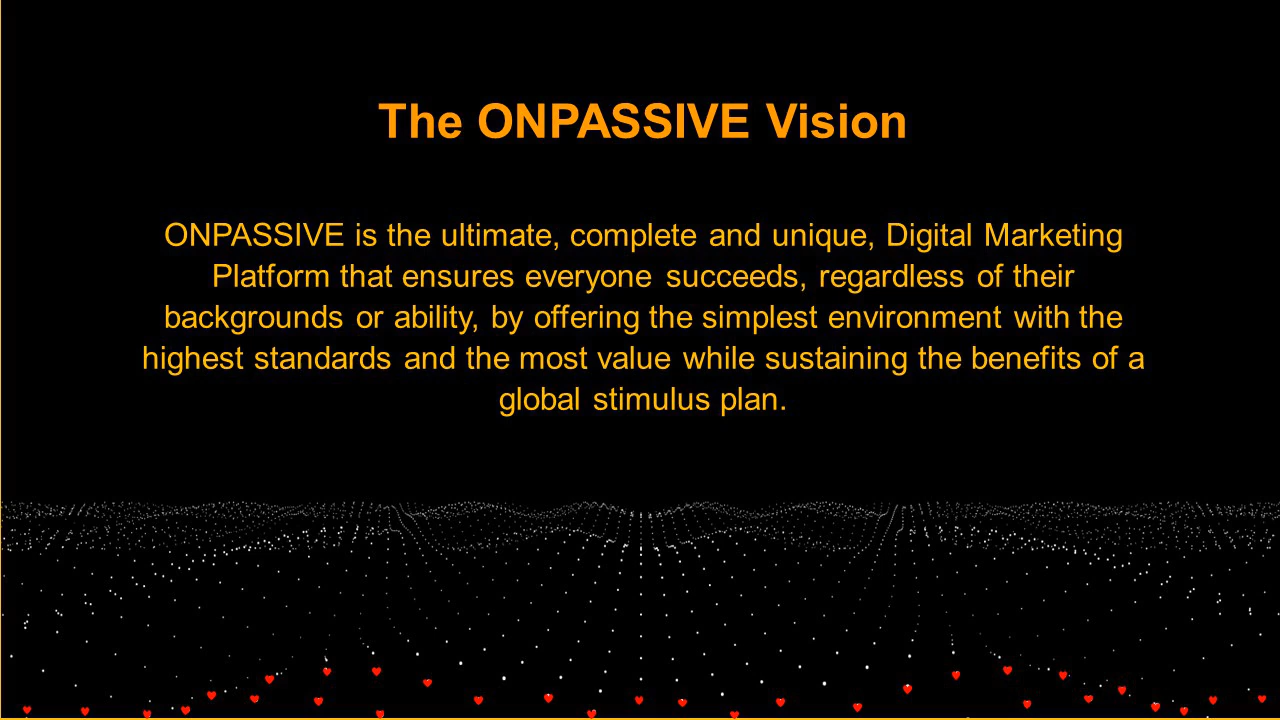 The ONPASSIVE Vision
ONPASSIVE is the ultimate, complete and unique, Digital Marketing
Platform that ensures everyone succeeds, regardless of their
backgrounds or ability, by offering the simplest environment with the
highest standards and the most value while sustaining the benefits of a
global stimulus plan.